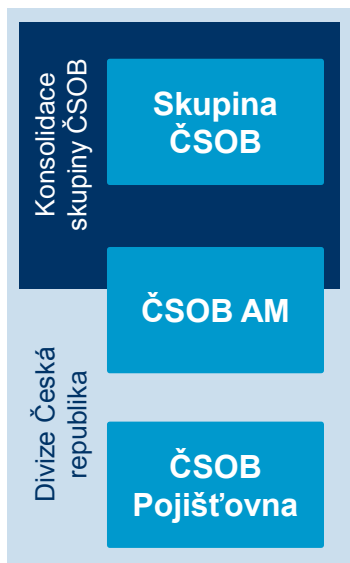 Konsolidace
skupiny ČSOB
Skupina
ČSOB
ČSOB AM
Divize Česká
republika
ČSOB
Pojišťovna